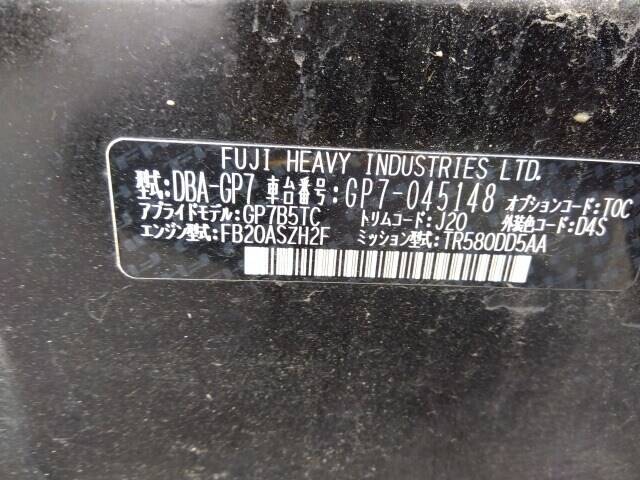 FUJI HEAVY INDUSTRIES LTD.
型式:DBA-GP7 車台番号:GP7-045148 オプションコード:TOC
アプライドモデル:GP7B5TC トリムコード:J20 外装色コード:D4S
エンジン型式:FB20ASZH2F ミッション型式:TR580DD5AA